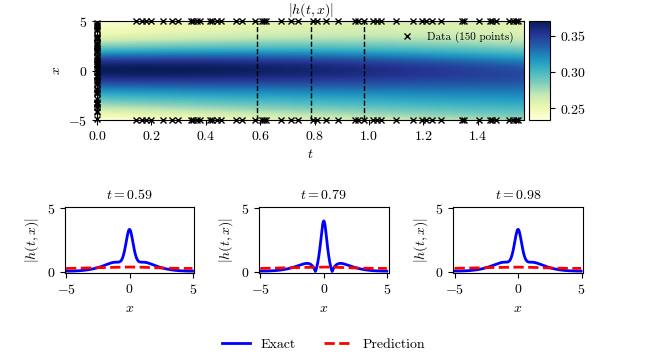 |h(t, x)|
5
0
−5
x
0.0 0.2 0.4 0.6 0.8 1.0 1.2 1.4
t
Data (150 points)
0.35
0.30
0.25
t = 0.59
t = 0.79
t = 0.98
|h(t, x)|
5
0
−5 0 5
x
|h(t, x)|
5
0
−5 0 5
x
|h(t, x)|
5
0
−5 0 5
x
Exact Prediction